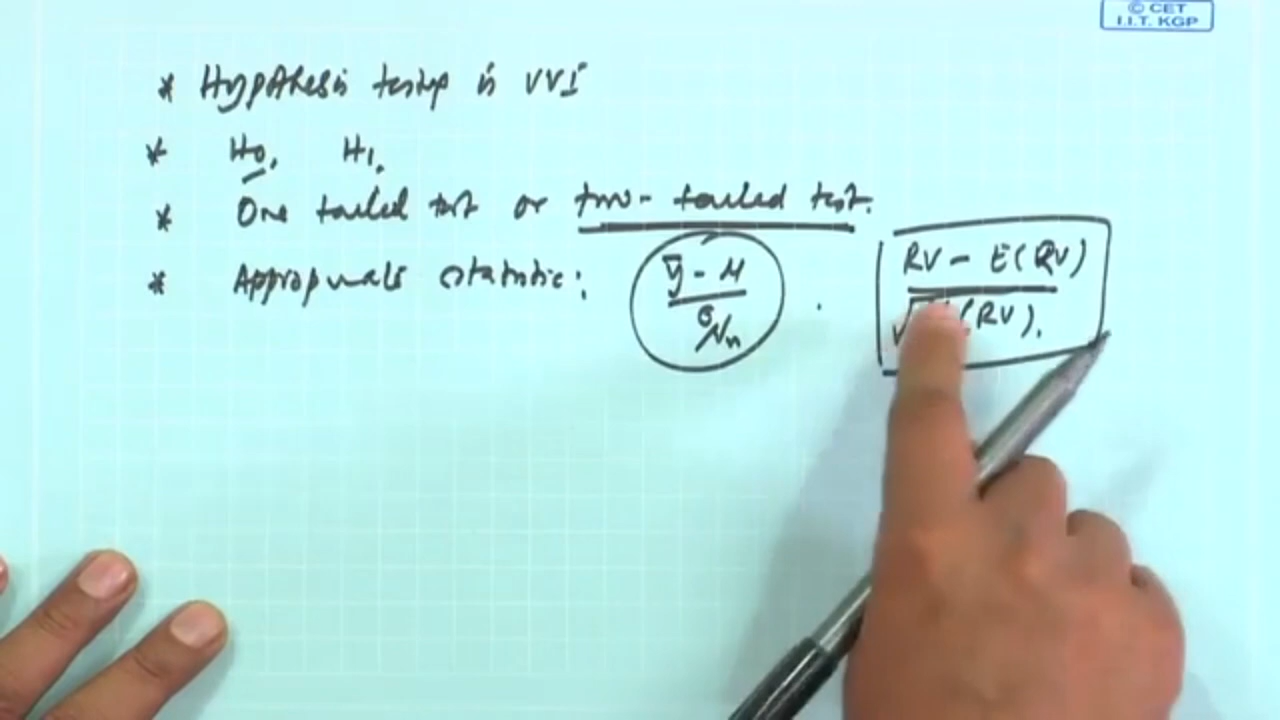 © CET
I.I.T. KGP
* Hypothesis testing is VVI
* H0, H1.
* One tailed test or two-tailed test.
* Appropriate statistic: ȳ - μ / σ/√n . RV - E(RV) / √ (RV).